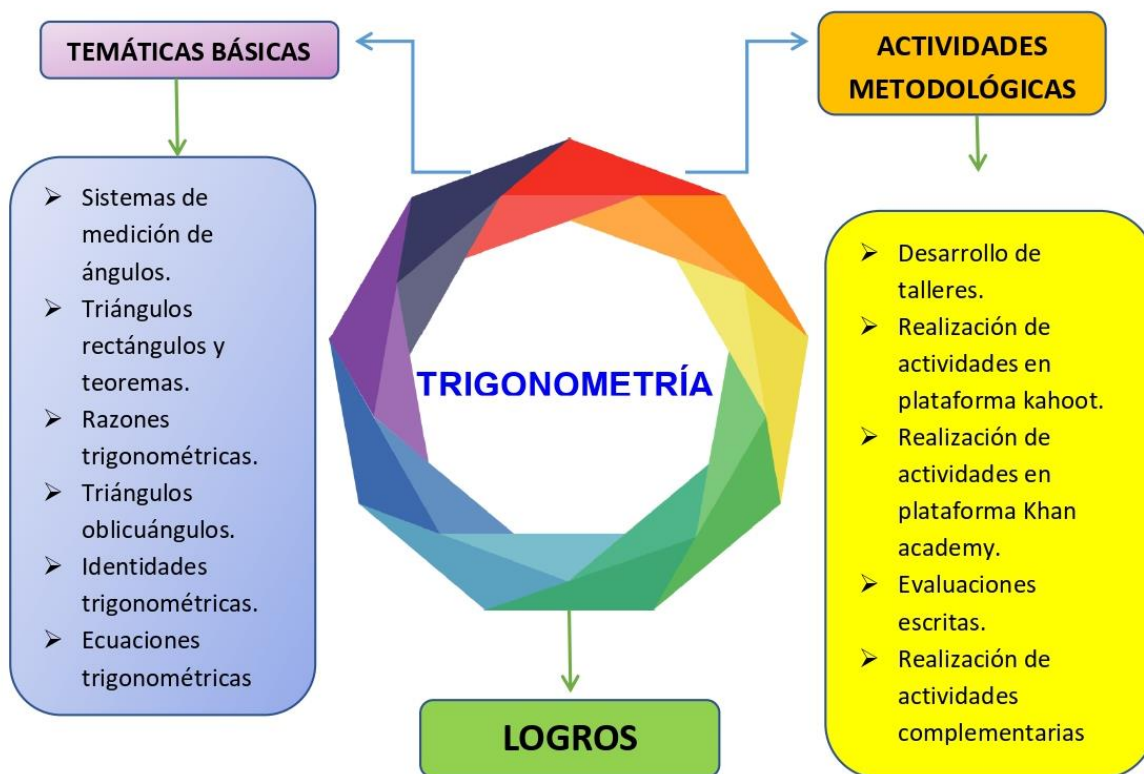 TEMÁTICAS BÁSICAS
ACTIVIDADES
METODOLÓGICAS
➢ Sistemas de
medición de
ángulos.
➢ Triángulos
rectángulos y
teoremas.
➢ Razones
trigonométricas.
➢ Triángulos
oblicuángulos.
➢ Identidades
trigonométricas.
➢ Ecuaciones
trigonométricas
TRIGONOMETRÍA
➢ Desarrollo de
talleres.
➢ Realización de
actividades en
plataforma kahoot.
➢ Realización de
actividades en
plataforma Khan
academy.
➢ Evaluaciones
escritas.
➢ Realización de
actividades
complementarias
LOGROS